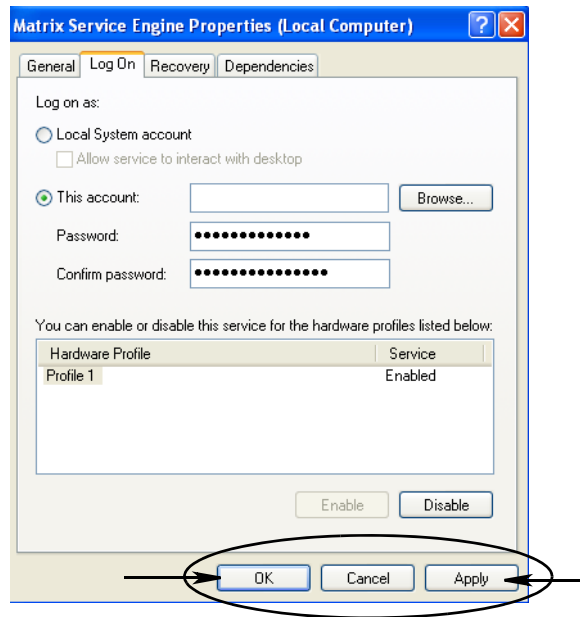 Matrix Service Engine Properties (Local Computer)
General Log On Recovery Dependencies
Log on as:
Local System account
Allow service to interact with desktop
This account: Browse...
Password: ●●●●●●●●●●●●●
Confirm password: ●●●●●●●●●●●●●●●
You can enable or disable this service for the hardware profiles listed below:
Hardware Profile Service
Profile 1 Enabled
Enable Disable
OK Cancel Apply